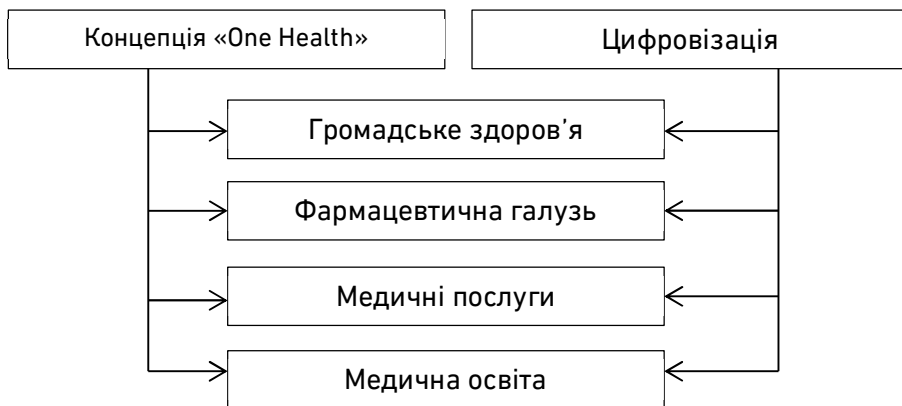 Концепція «One Health»
Цифровізація
Громадське здоров’я
Фармацевтична галузь
Медичні послуги
Медична освіта